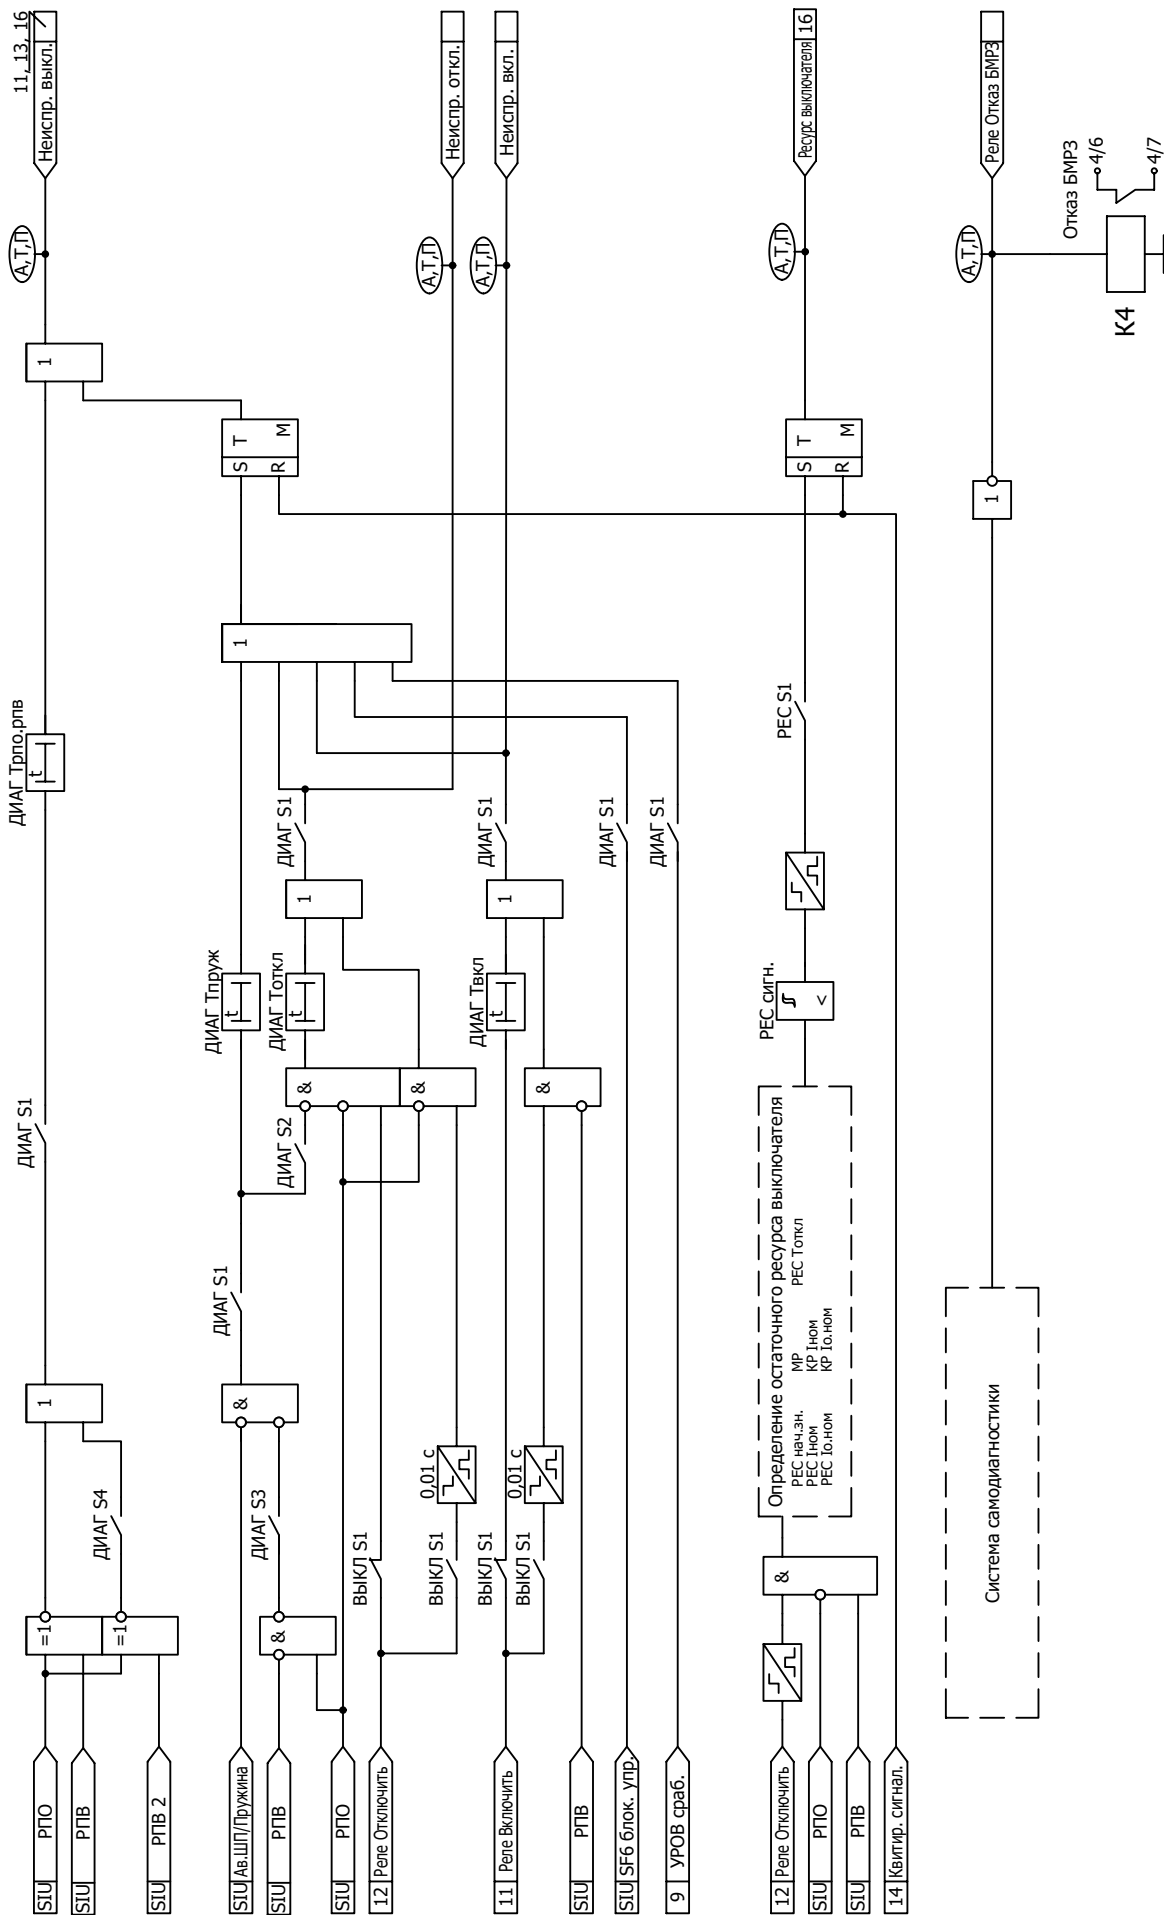 SIU РПО
SIU РПВ
SIU РПВ 2
=1
=1
ДИАГ S4
1
ДИАГ S1
ДИАГ Трпо.рпв
t
1
А,Т,П
Неиспр. выкл.
11, 13, 16
SIU Ав.ШП/Пружина
SIU РПВ
SIU РПО
&
ДИАГ S3
&
ДИАГ S1
ДИАГ S2
ДИАГ Тпруж
t
12 Реле Отключить
ВЫКЛ S1
ВЫКЛ S1
0,01 с
&
&
ДИАГ Тоткл
t
1
ДИАГ S1
11 Реле Включить
ВЫКЛ S1
ВЫКЛ S1
0,01 с
SIU РПВ
&
ДИАГ Твкл
t
1
ДИАГ S1
SIU SF6 блок. упр.
ДИАГ S1
9 УРОВ сраб.
ДИАГ S1
1
S T
R M
А,Т,П
Неиспр. откл.
А,Т,П
Неиспр. вкл.
12 Реле Отключить
SIU РПО
SIU РПВ
&
Определение остаточного ресурса выключателя
РЕС нач.зн. МР РЕС Тоткл
РЕС Iном КР Iном
РЕС Iо.ном КР Iо.ном
РЕС сигн.
<
РЕС S1
S T
R M
А,Т,П
Ресурс выключателя 16
14 Квитир. сигнал.
Система самодиагностики
1
А,Т,П
Реле Отказ БМРЗ
К4
Отказ БМРЗ
4/6
4/7